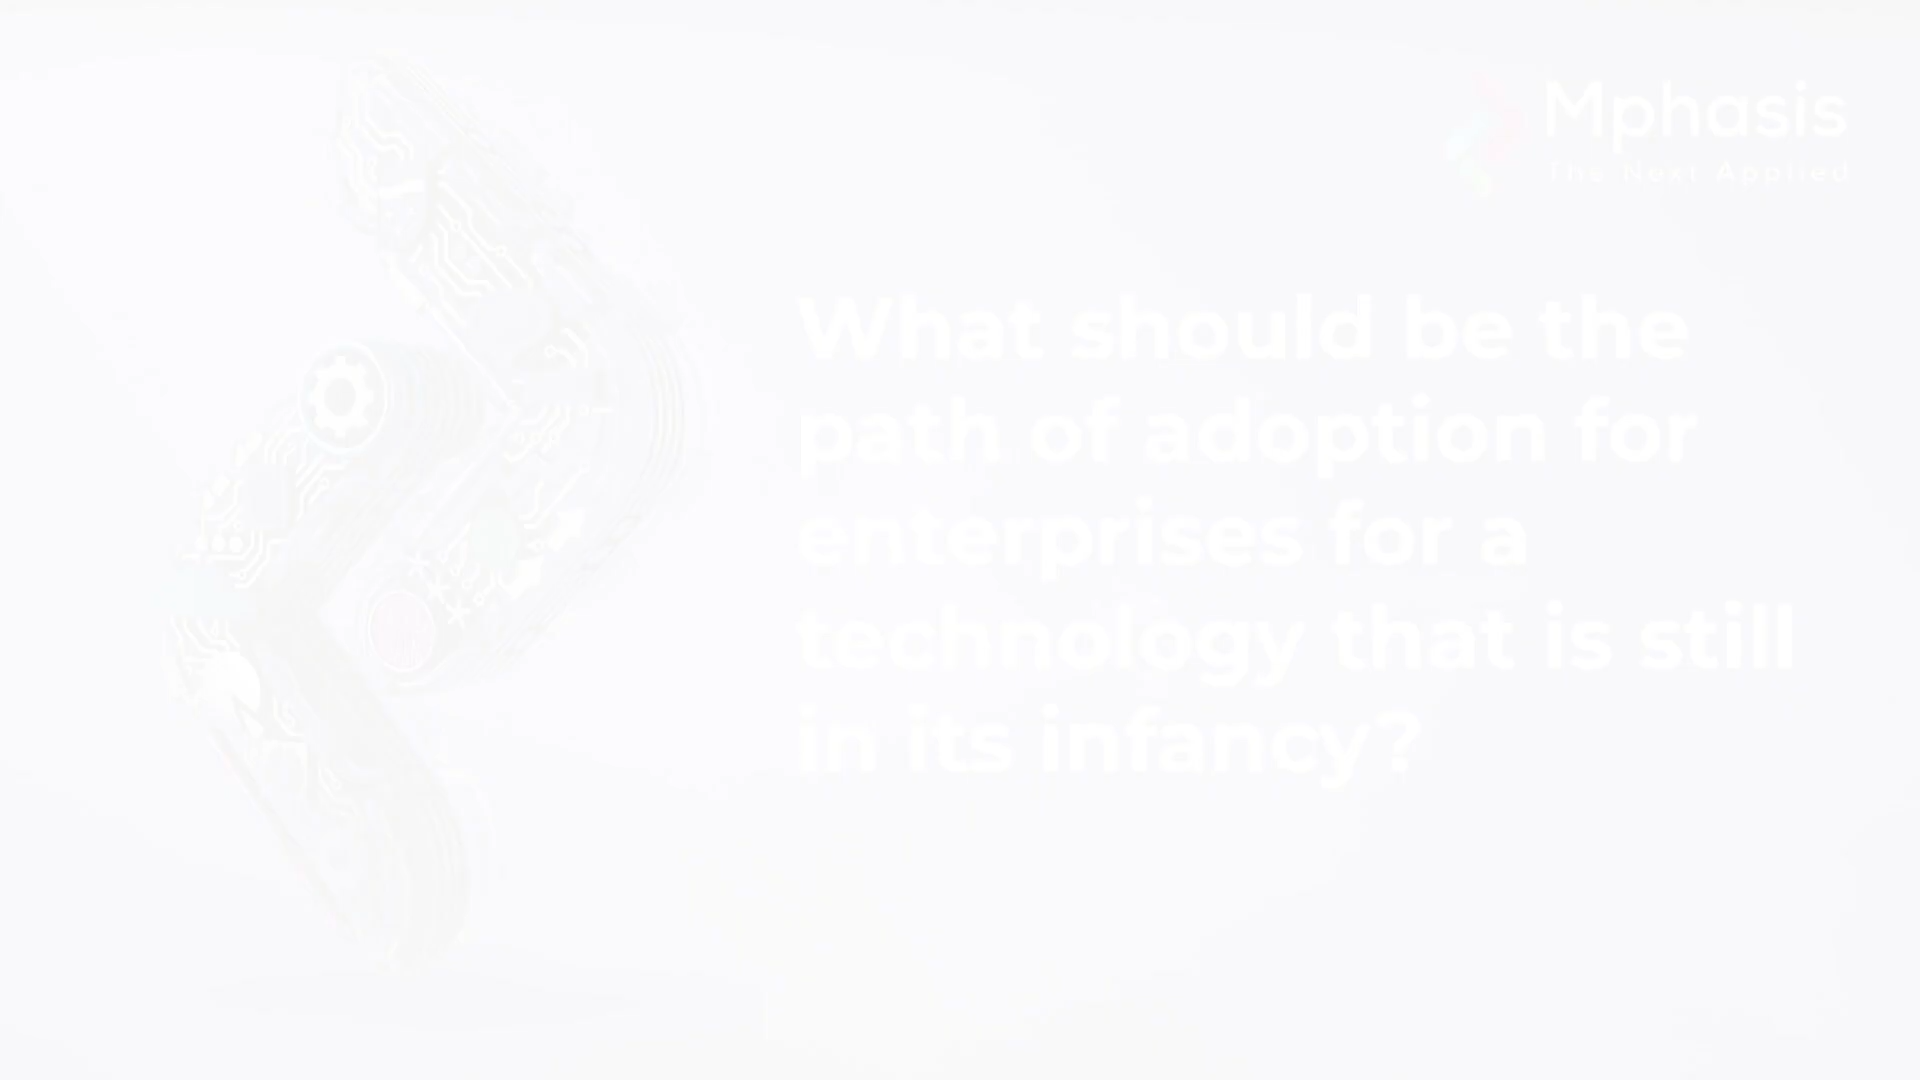 Mphasis
The Next Applied
What should be the
path of adoption for
enterprises for a
technology that is still
in its infancy?